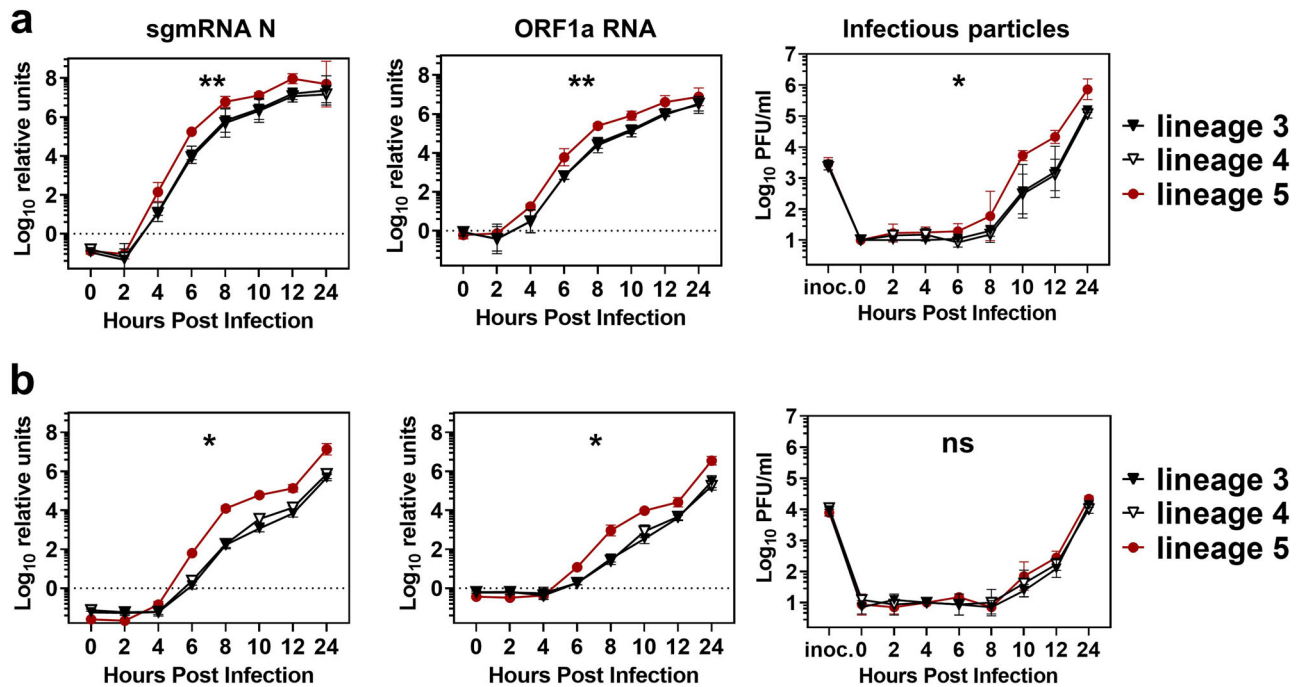 a
sgmRNA N
ORF1a RNA
Infectious particles
Log10 relative units
8
6
4
2
0
**
0 2 4 6 8 10 12 24
Hours Post Infection
Log10 relative units
8
6
4
2
0
**
0 2 4 6 8 10 12 24
Hours Post Infection
Log10 PFU/ml
7
6
5
4
3
2
1
*
inoc. 0 2 4 6 8 10 12 24
Hours Post Infection
lineage 3
lineage 4
lineage 5
b
Log10 relative units
8
6
4
2
0
*
0 2 4 6 8 10 12 24
Hours Post Infection
Log10 relative units
8
6
4
2
0
*
0 2 4 6 8 10 12 24
Hours Post Infection
Log10 PFU/ml
7
6
5
4
3
2
1
ns
inoc. 0 2 4 6 8 10 12 24
Hours Post Infection
lineage 3
lineage 4
lineage 5